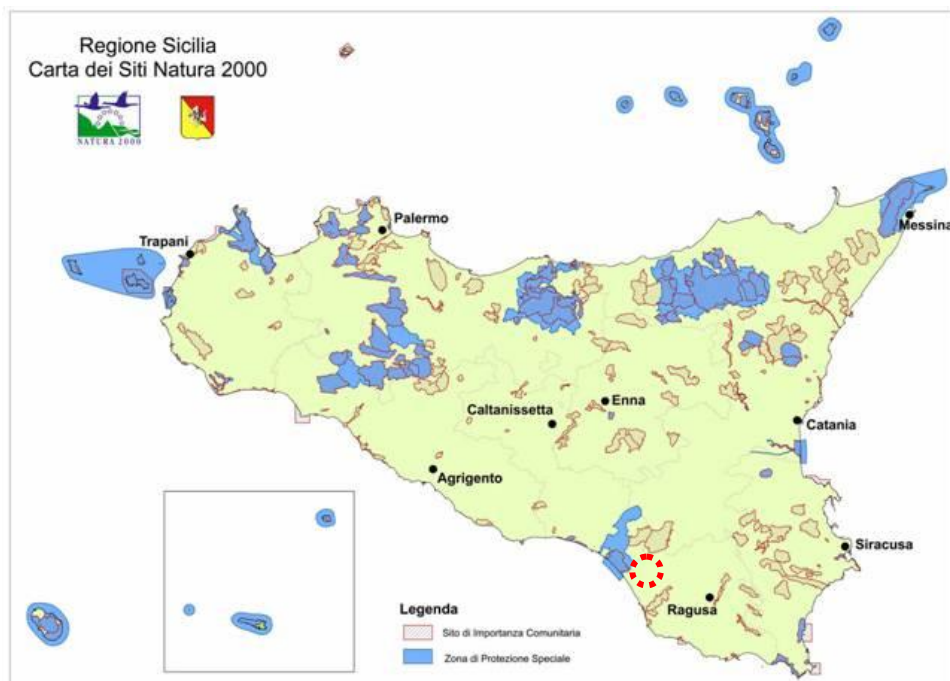 Regione Sicilia
Carta dei Siti Natura 2000
NATURA 2000
Palermo
Trapani
Messina
Enna
Caltanissetta
Catania
Agrigento
Siracusa
Ragusa
Legenda
Sito di Importanza Comunitaria
Zona di Protezione Speciale